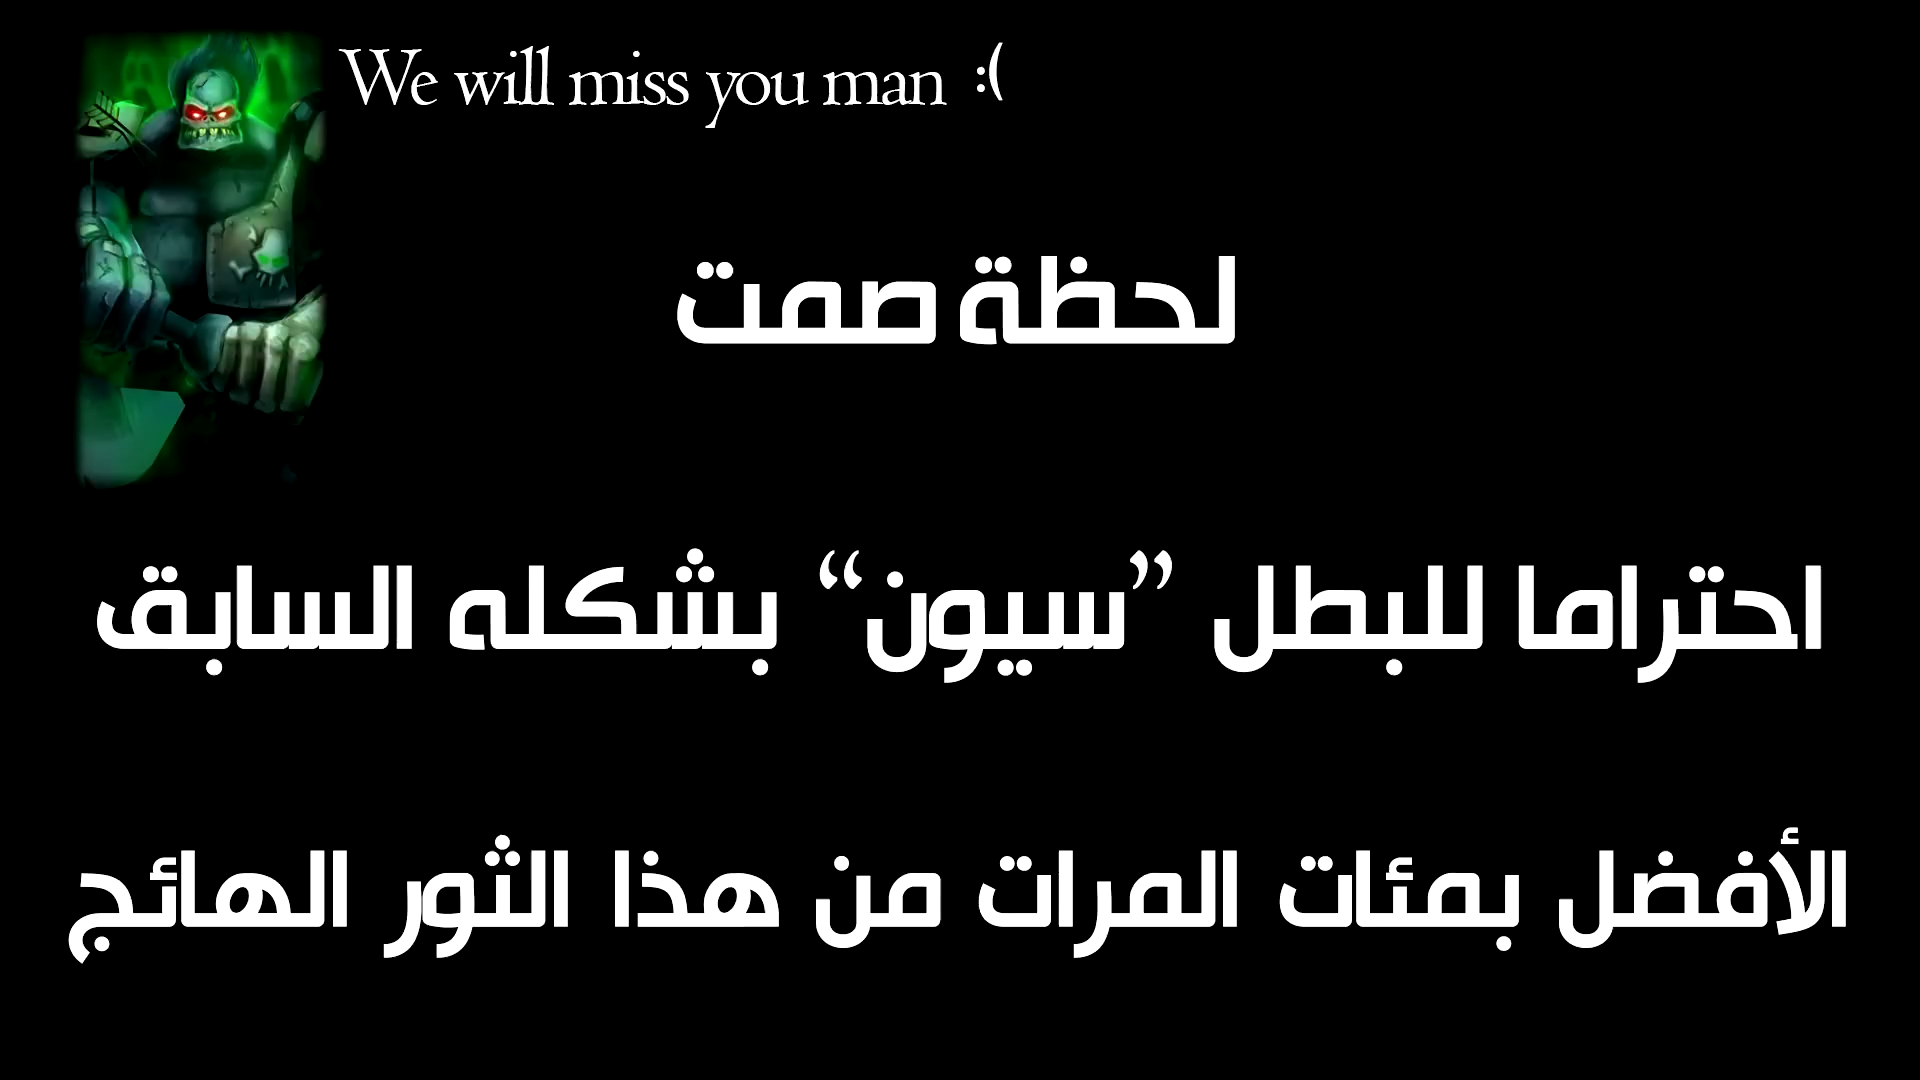 We will miss you man :(
لحظة صمت
احتراما للبطل ”سيون“ بشكله السابق
الأفضل بمئات المرات من هذا الثور الهائج